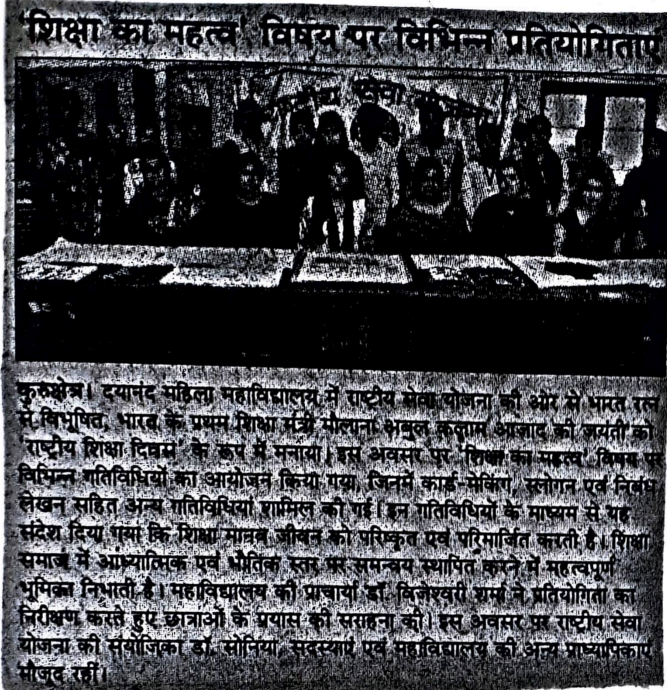 'शिक्षा का महत्व' विषय पर विभिन्न प्रतियोगिताएं
सेवा योजना
कुरुक्षेत्र। दयानंद महिला महाविद्यालय में राष्ट्रीय सेवा योजना की ओर से भारत रत्न
से विभूषित, भारत के प्रथम शिक्षा मंत्री मौलाना अबुल कलाम आजाद की जयंती को
'राष्ट्रीय शिक्षा दिवस' के रूप में मनाया। इस अवसर पर 'शिक्षा का महत्व' विषय पर
विभिन्न गतिविधियों का आयोजन किया गया, जिनमें कार्ड मेकिंग, स्लोगन एवं निबंध
लेखन सहित अन्य गतिविधियां शामिल की गई। इन गतिविधियों के माध्यम से यह
संदेश दिया गया कि शिक्षा मानव जीवन को परिष्कृत एवं परिमार्जित करती है। शिक्षा
समाज में आध्यात्मिक एवं भौतिक स्तर पर समन्वय स्थापित करने में महत्वपूर्ण
भूमिका निभाती है। महाविद्यालय की प्राचार्या डॉ. विजेश्वरी शर्मा ने प्रतियोगिता का
निरीक्षण करते हुए छात्राओं के प्रयास की सराहना की। इस अवसर पर राष्ट्रीय सेवा
योजना की संयोजिका डॉ. सोनिया, सदस्याएं एवं महाविद्यालय की अन्य प्राध्यापिकाएं
मौजूद रहीं।